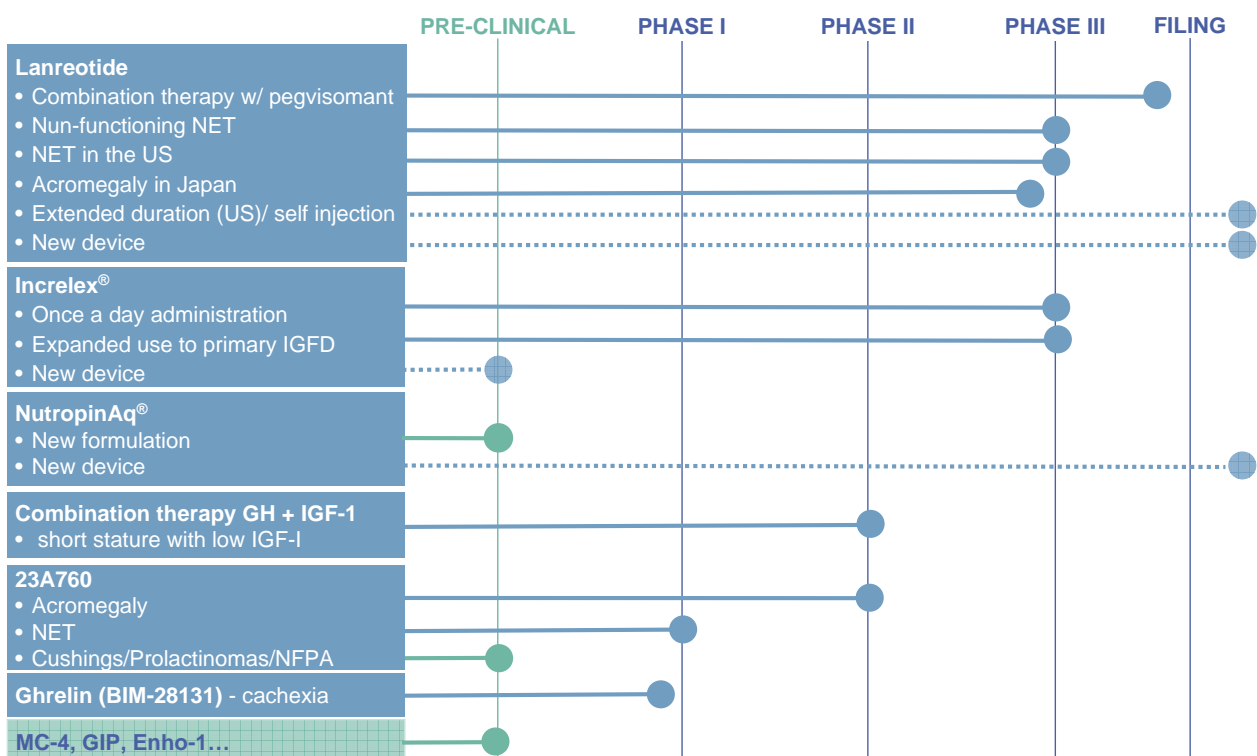 PRE-CLINICAL PHASE I PHASE II PHASE III FILING
Lanreotide
• Combination therapy w/ pegvisomant
• Nun-functioning NET
• NET in the US
• Acromegaly in Japan
• Extended duration (US)/ self injection
• New device
Increlex®
• Once a day administration
• Expanded use to primary IGFD
• New device
NutropinAq®
• New formulation
• New device
Combination therapy GH + IGF-1
• short stature with low IGF-I
23A760
• Acromegaly
• NET
• Cushings/Prolactinomas/NFPA
Ghrelin (BIM-28131) - cachexia
MC-4, GIP, Enho-1…